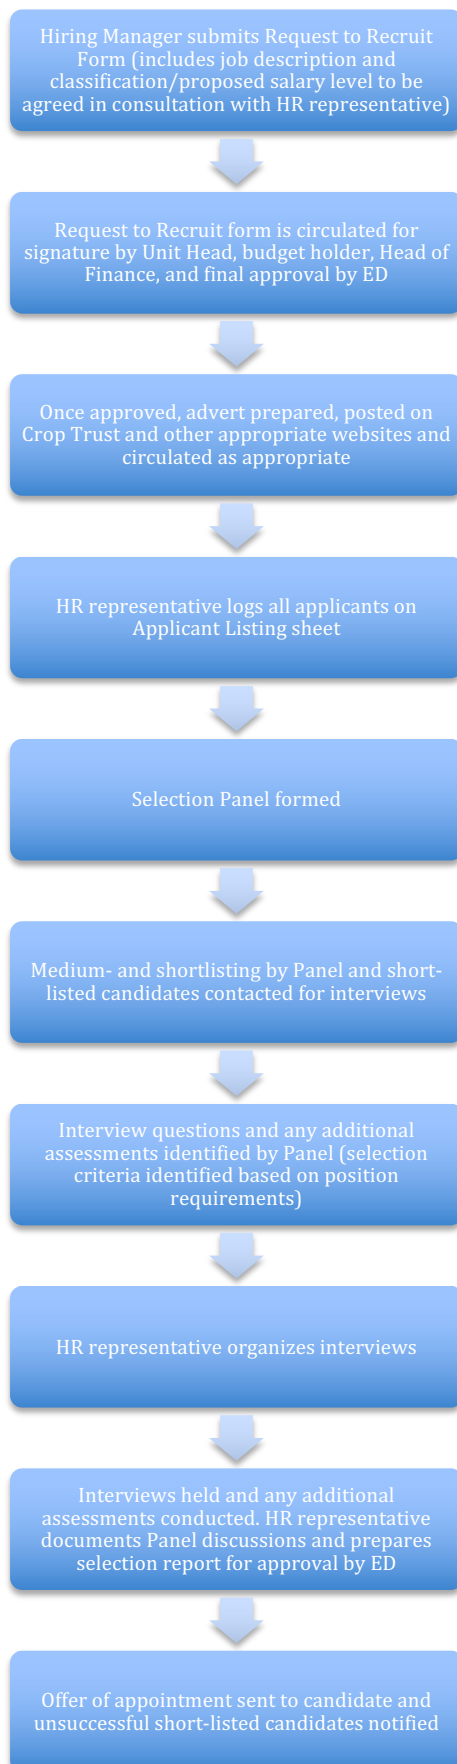 Hiring Manager submits Request to Recruit
Form (includes job description and
classification/proposed salary level to be
agreed in consultation with HR representative)
Request to Recruit form is circulated for
signature by Unit Head, budget holder, Head of
Finance, and final approval by ED
Once approved, advert prepared, posted on
Crop Trust and other appropriate websites and
circulated as appropriate
HR representative logs all applicants on
Applicant Listing sheet
Selection Panel formed
Medium- and shortlisting by Panel and short-
listed candidates contacted for interviews
Interview questions and any additional
assessments identified by Panel (selection
criteria identified based on position
requirements)
HR representative organizes interviews
Interviews held and any additional
assessments conducted. HR representative
documents Panel discussions and prepares
selection report for approval by ED
Offer of appointment sent to candidate and
unsuccessful short-listed candidates notified